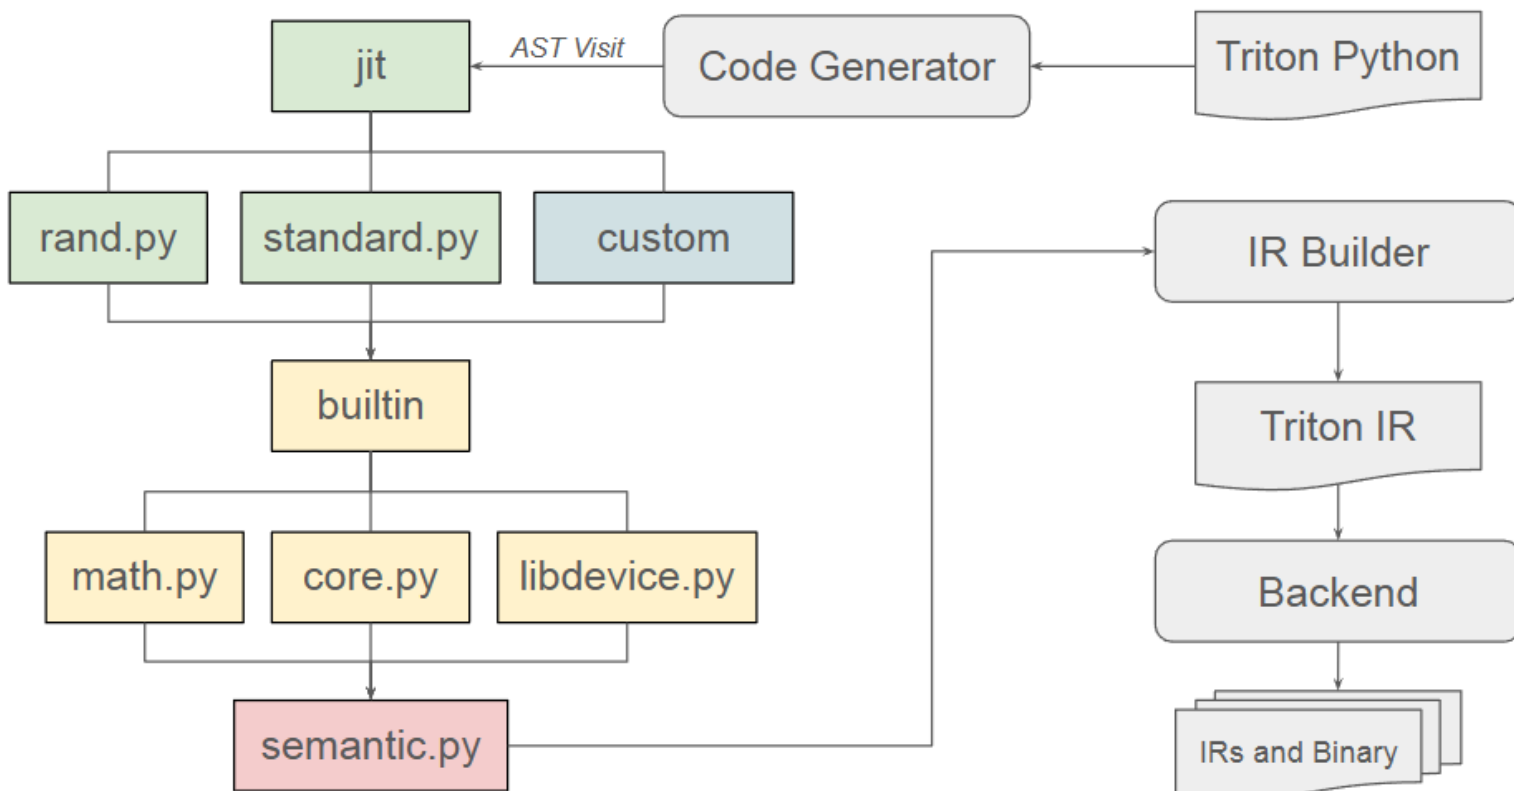 jit
AST Visit
Code Generator
Triton Python
rand.py
standard.py
custom
IR Builder
builtin
Triton IR
math.py
core.py
libdevice.py
Backend
semantic.py
IRs and Binary